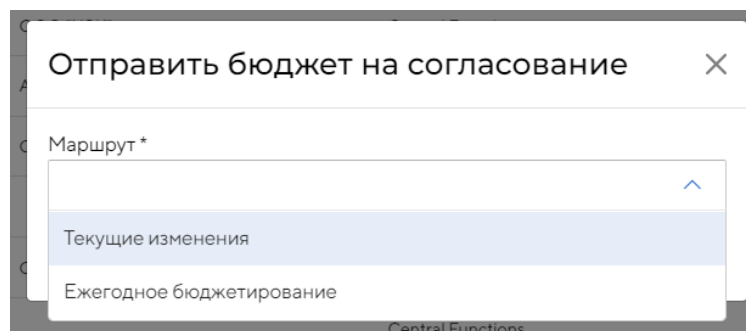 Отправить бюджет на согласование
Маршрут *
Текущие изменения
Ежегодное бюджетирование
Central Functions